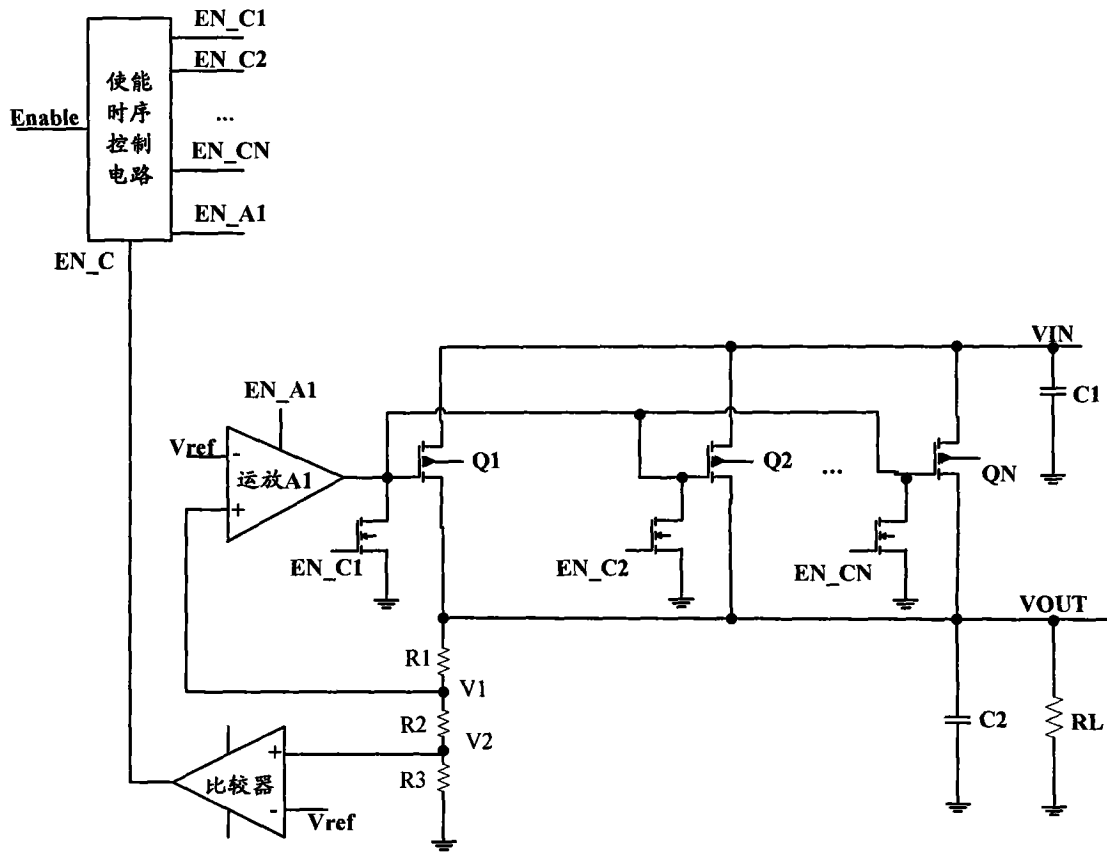 EN_C1
EN_C2
...
EN_CN
EN_A1
Enable
使能
时序
控制
电路
EN_C
VIN
C1
EN_A1
Vref
-
运放A1
+
Q1
Q2
...
QN
EN_C1
EN_C2
EN_CN
VOUT
R1
V1
R2
V2
R3
C2
RL
+
比较器
-
Vref